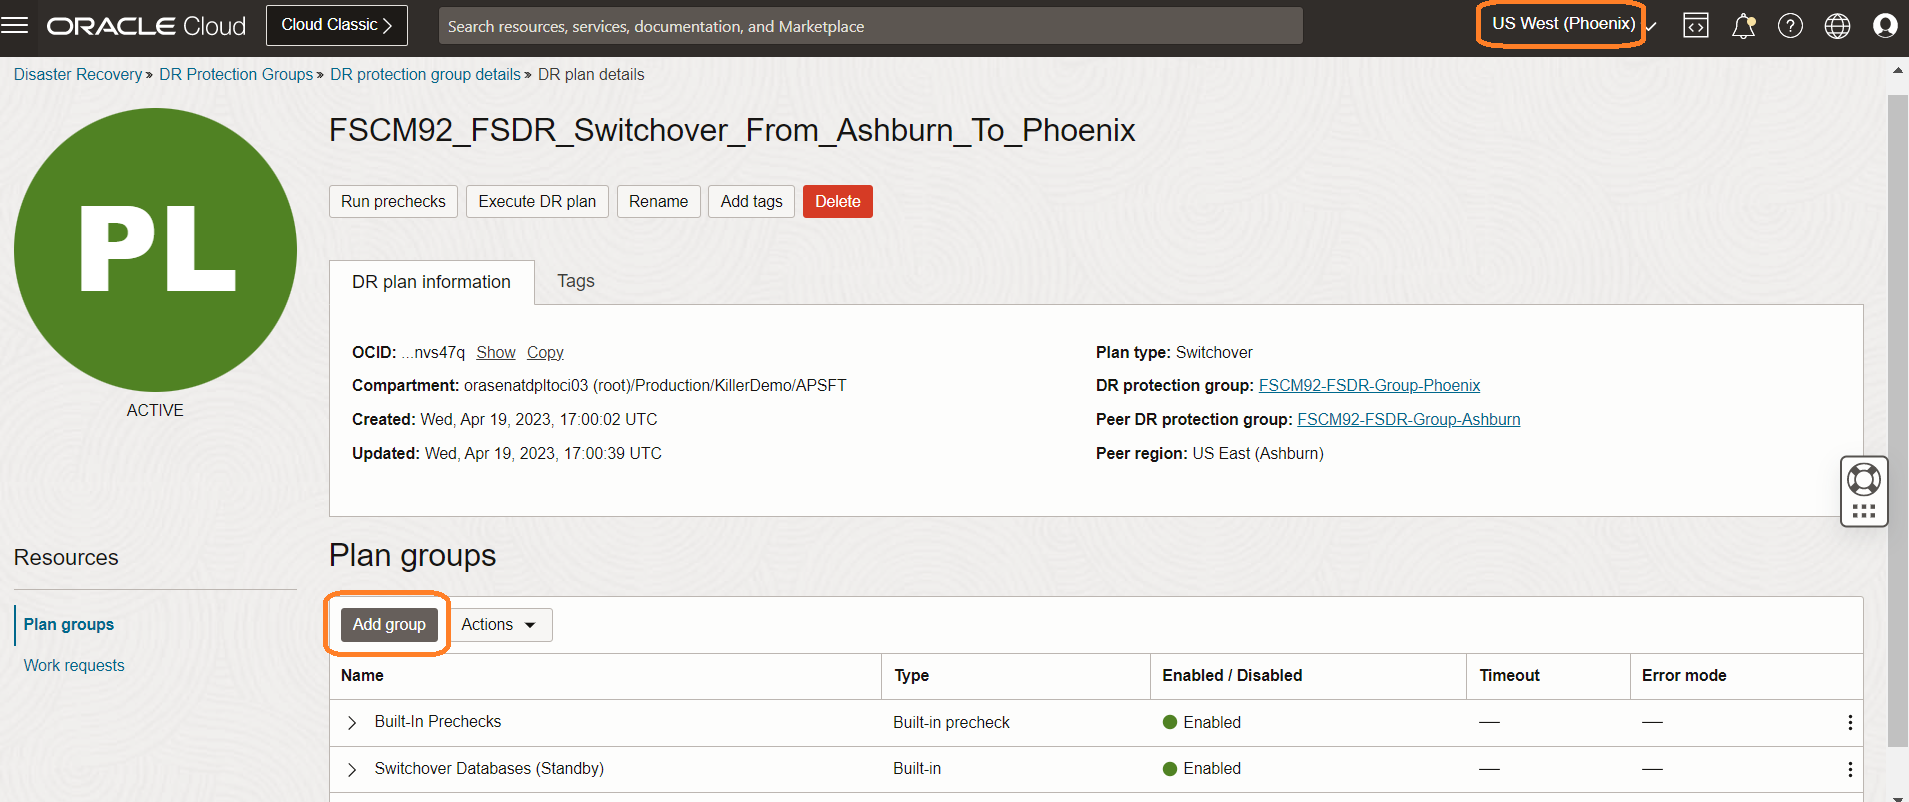 ORACLE Cloud
Cloud Classic
Search resources, services, documentation, and Marketplace
US West (Phoenix)
Disaster Recovery » DR Protection Groups » DR protection group details » DR plan details
PL
ACTIVE
FSCM92_FSDR_Switchover_From_Ashburn_To_Phoenix
Run prechecks
Execute DR plan
Rename
Add tags
Delete
DR plan information
Tags
OCID: ...nvs47q Show Copy
Compartment: orasenatdpltoci03 (root)/Production/KillerDemo/APSFT
Created: Wed, Apr 19, 2023, 17:00:02 UTC
Updated: Wed, Apr 19, 2023, 17:00:39 UTC
Plan type: Switchover
DR protection group: FSCM92-FSDR-Group-Phoenix
Peer DR protection group: FSCM92-FSDR-Group-Ashburn
Peer region: US East (Ashburn)
Resources
Plan groups
Work requests
Plan groups
Add group
Actions
Name Type Enabled / Disabled Timeout Error mode
Built-In Prechecks Built-in precheck Enabled — —
Switchover Databases (Standby) Built-in Enabled — —